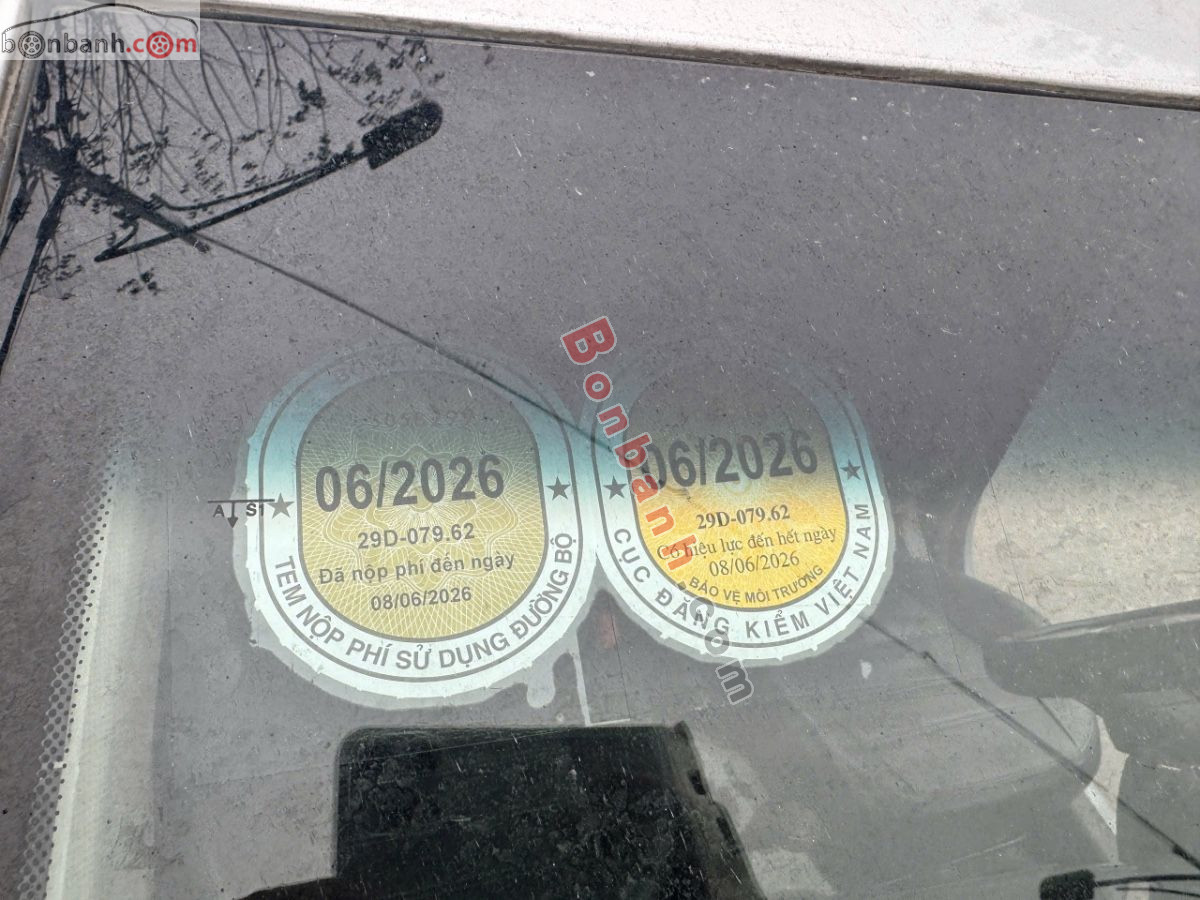 bonbanh.com
06/2026
29D-079.62
Đã nộp phí đến ngày
08/06/2026
TEM NỘP PHÍ SỬ DỤNG ĐƯỜNG BỘ
A S1
06/2026
29D-079.62
Có hiệu lực đến hết ngày
08/06/2026
BẢO VỆ MÔI TRƯỜNG
CỤC ĐĂNG KIỂM VIỆT NAM
Bonbanh.com